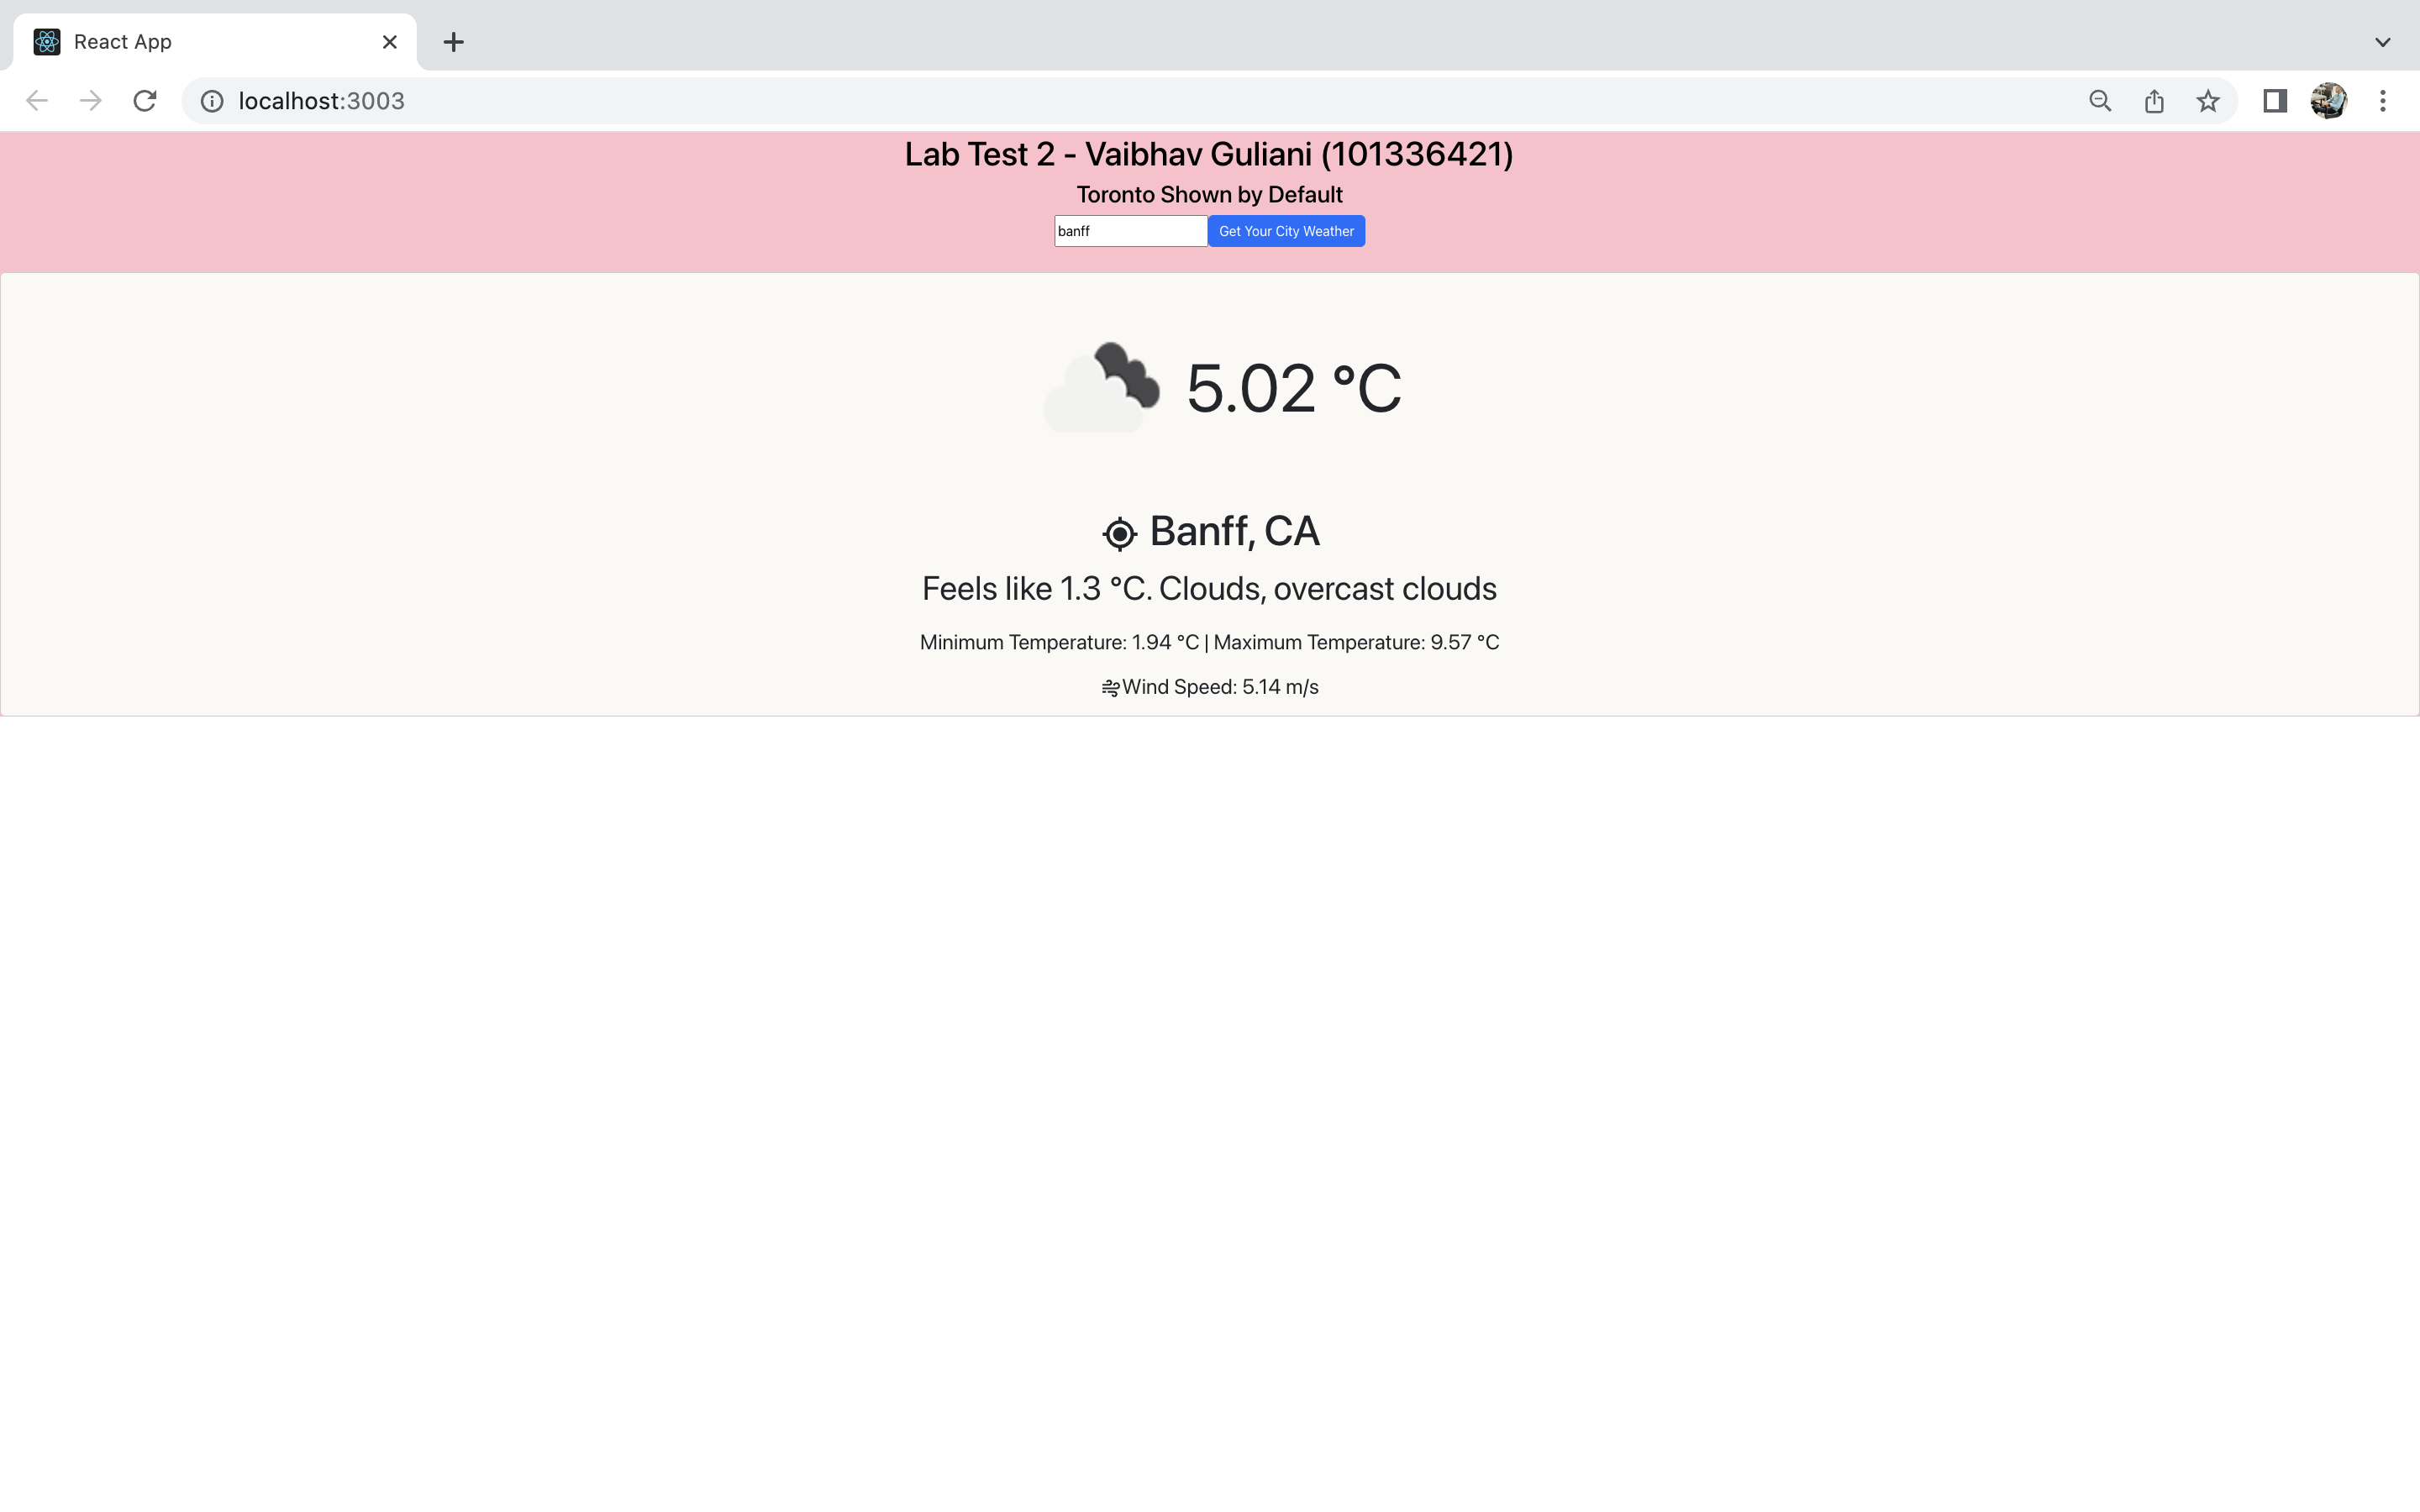 React App
localhost:3003
Lab Test 2 - Vaibhav Guliani (101336421)
Toronto Shown by Default
banff Get Your City Weather
5.02 °C
Banff, CA
Feels like 1.3 °C. Clouds, overcast clouds
Minimum Temperature: 1.94 °C | Maximum Temperature: 9.57 °C
Wind Speed: 5.14 m/s